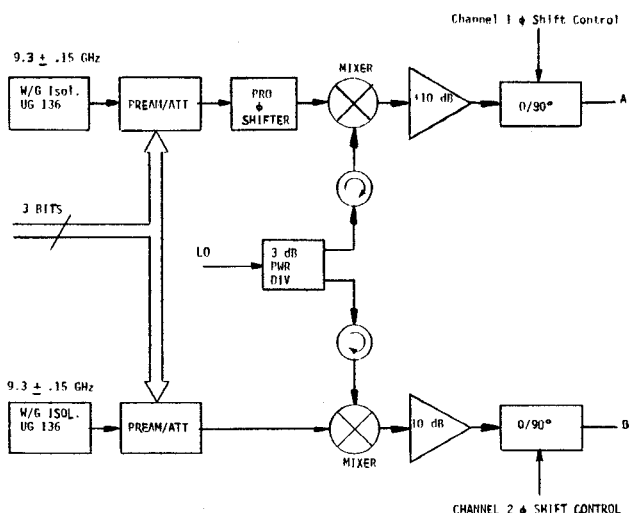 Channel 1 ϕ Shift Control
9.3 ± .15 GHz
MIXER
W/G Isol.
UG 136
PREAM/ATT
PRO
ϕ
SHIFTER
+10 dB
0/90°
A
3 BITS
LO
3 dB
PWR
DIV
9.3 ± .15 GHz
W/G ISOL.
UG 136
PREAM/ATT
MIXER
10 dB
0/90°
B
CHANNEL 2 ϕ SHIFT CONTROL